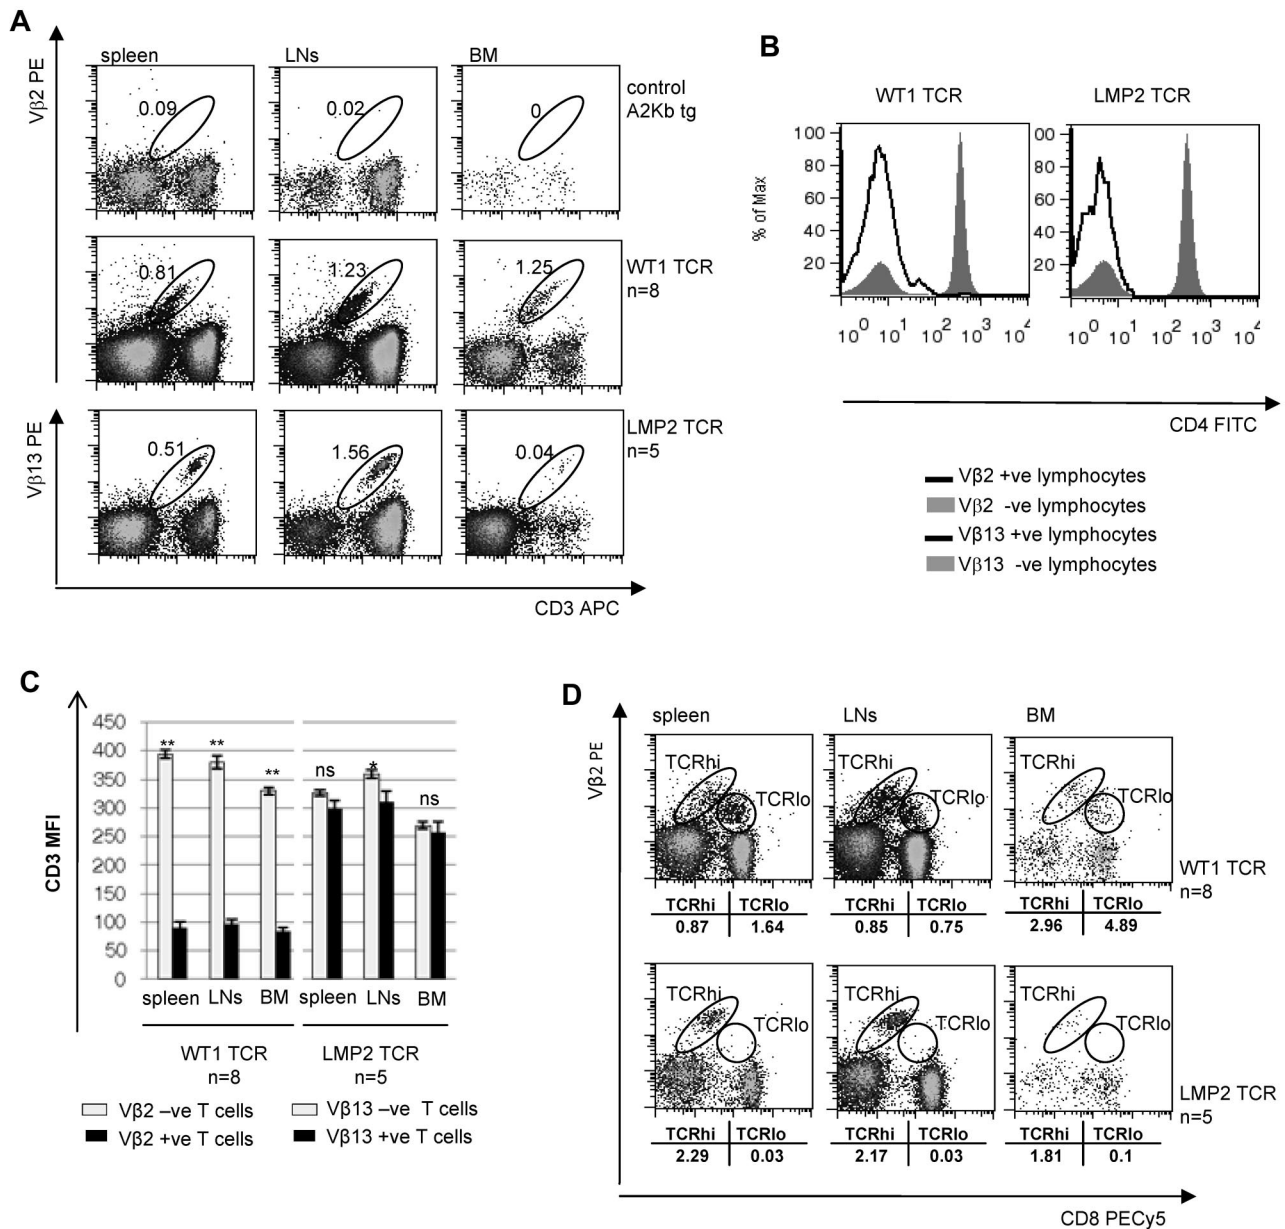 A
Vβ2 PE
spleen
LNs
BM
0.09
0.02
0
control
A2Kb tg
0.81
1.23
1.25
WT1 TCR
n=8
Vβ13 PE
0.51
1.56
0.04
LMP2 TCR
n=5
CD3 APC
B
WT1 TCR
LMP2 TCR
% of Max
100
80
60
40
20
10⁰ 10¹ 10² 10³ 10⁴
00
80
60
40
20
10⁰ 10¹ 10² 10³ 10⁴
CD4 FITC
Vβ2 +ve lymphocytes
Vβ2 -ve lymphocytes
Vβ13 +ve lymphocytes
Vβ13 -ve lymphocytes
C
CD3 MFI
450
400
350
300
250
200
150
100
50
0
** ** ** ns * ns
spleen LNs BM spleen LNs BM
WT1 TCR
n=8
LMP2 TCR
n=5
Vβ2 –ve T cells
Vβ2 +ve T cells
Vβ13 –ve T cells
Vβ13 +ve T cells
D
Vβ2 PE
spleen
LNs
BM
TCRhi TCRlo
TCRhi TCRlo
TCRhi TCRlo
WT1 TCR
n=8
TCRhi TCRlo
0.87 1.64
TCRhi TCRlo
0.85 0.75
TCRhi TCRlo
2.96 4.89
TCRhi TCRlo
TCRhi TCRlo
TCRhi TCRlo
LMP2 TCR
n=5
TCRhi TCRlo
2.29 0.03
TCRhi TCRlo
2.17 0.03
TCRhi TCRlo
1.81 0.1
CD8 PECy5